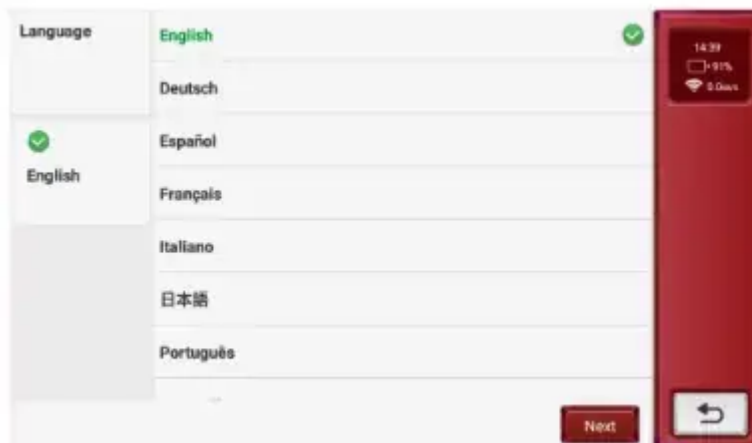 Language
English
English
Deutsch
Español
Français
Italiano
日本語
Português
Next
14:39
91%